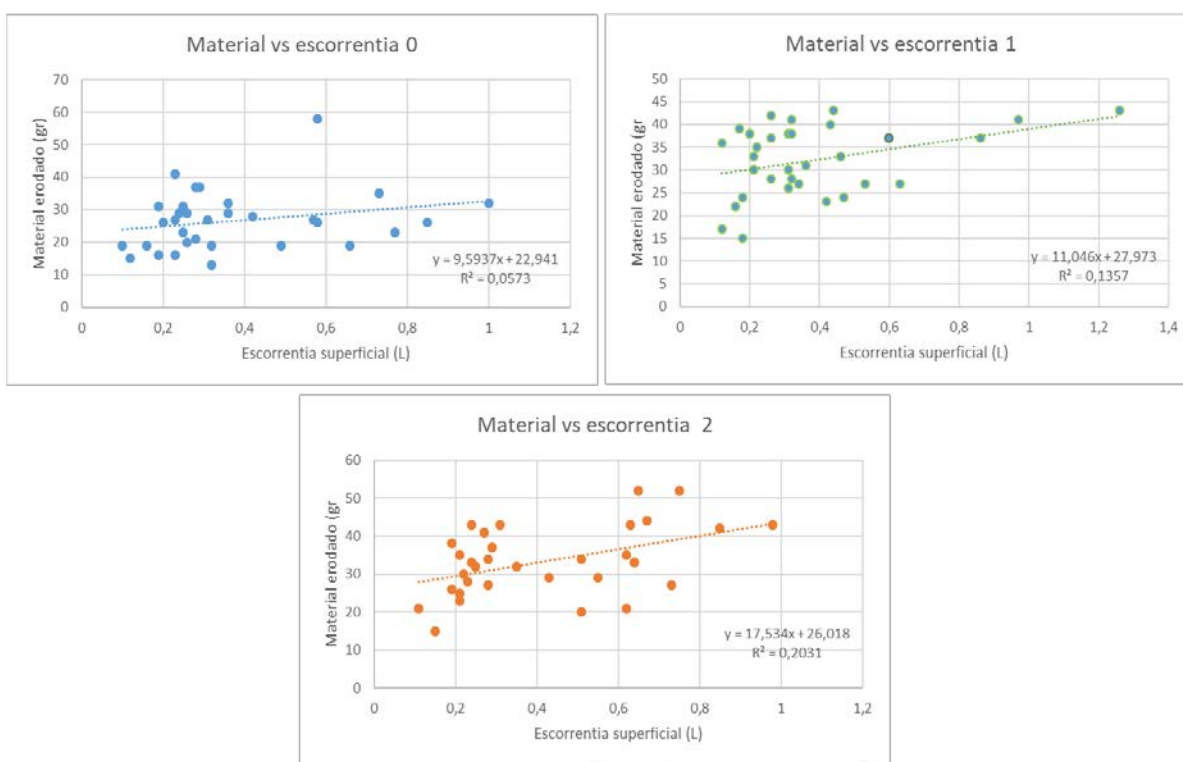 Material vs escorrentia 0
Material erodado (gr)
70
60
50
40
30
20
10
0
y = 9,5937x + 22,941
R² = 0,0573
0 0,2 0,4 0,6 0,8 1 1,2
Escorrentia superficial (L)
Material vs escorrentia 1
Material erodado (gr
50
45
40
35
30
25
20
15
10
5
0
y = 11,046x + 27,973
R² = 0,1357
0 0,2 0,4 0,6 0,8 1 1,2 1,4
Escorrentia superficial (L)
Material vs escorrentia 2
Material erodado (gr
60
50
40
30
20
10
0
y = 17,534x + 26,018
R² = 0,2031
0 0,2 0,4 0,6 0,8 1 1,2
Escorrentia superficial (L)